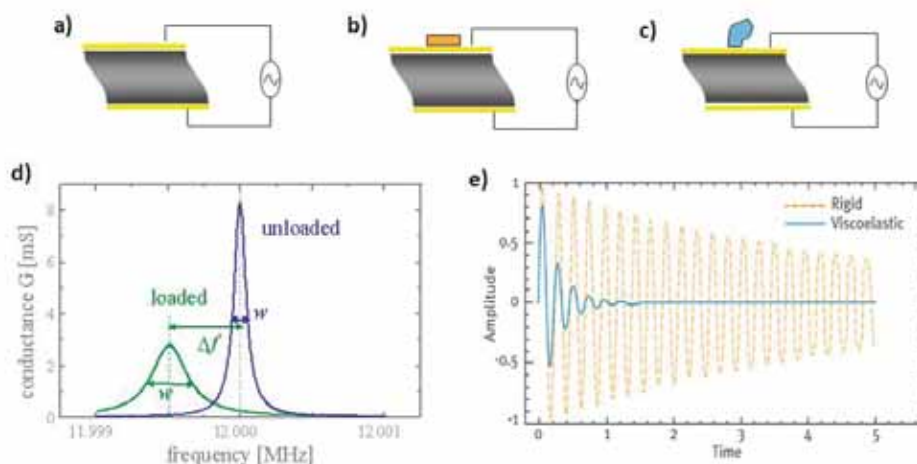 a)
b)
c)
d)
e)
conductance G [mS]
8
6
4
2
0
unloaded
loaded
w
Δf
w
11.999
12.000
12.001
frequency [MHz]
Amplitude
1
0.5
0
-0.5
-1
Rigid
Viscoelastic
0
1
2
3
4
5
Time